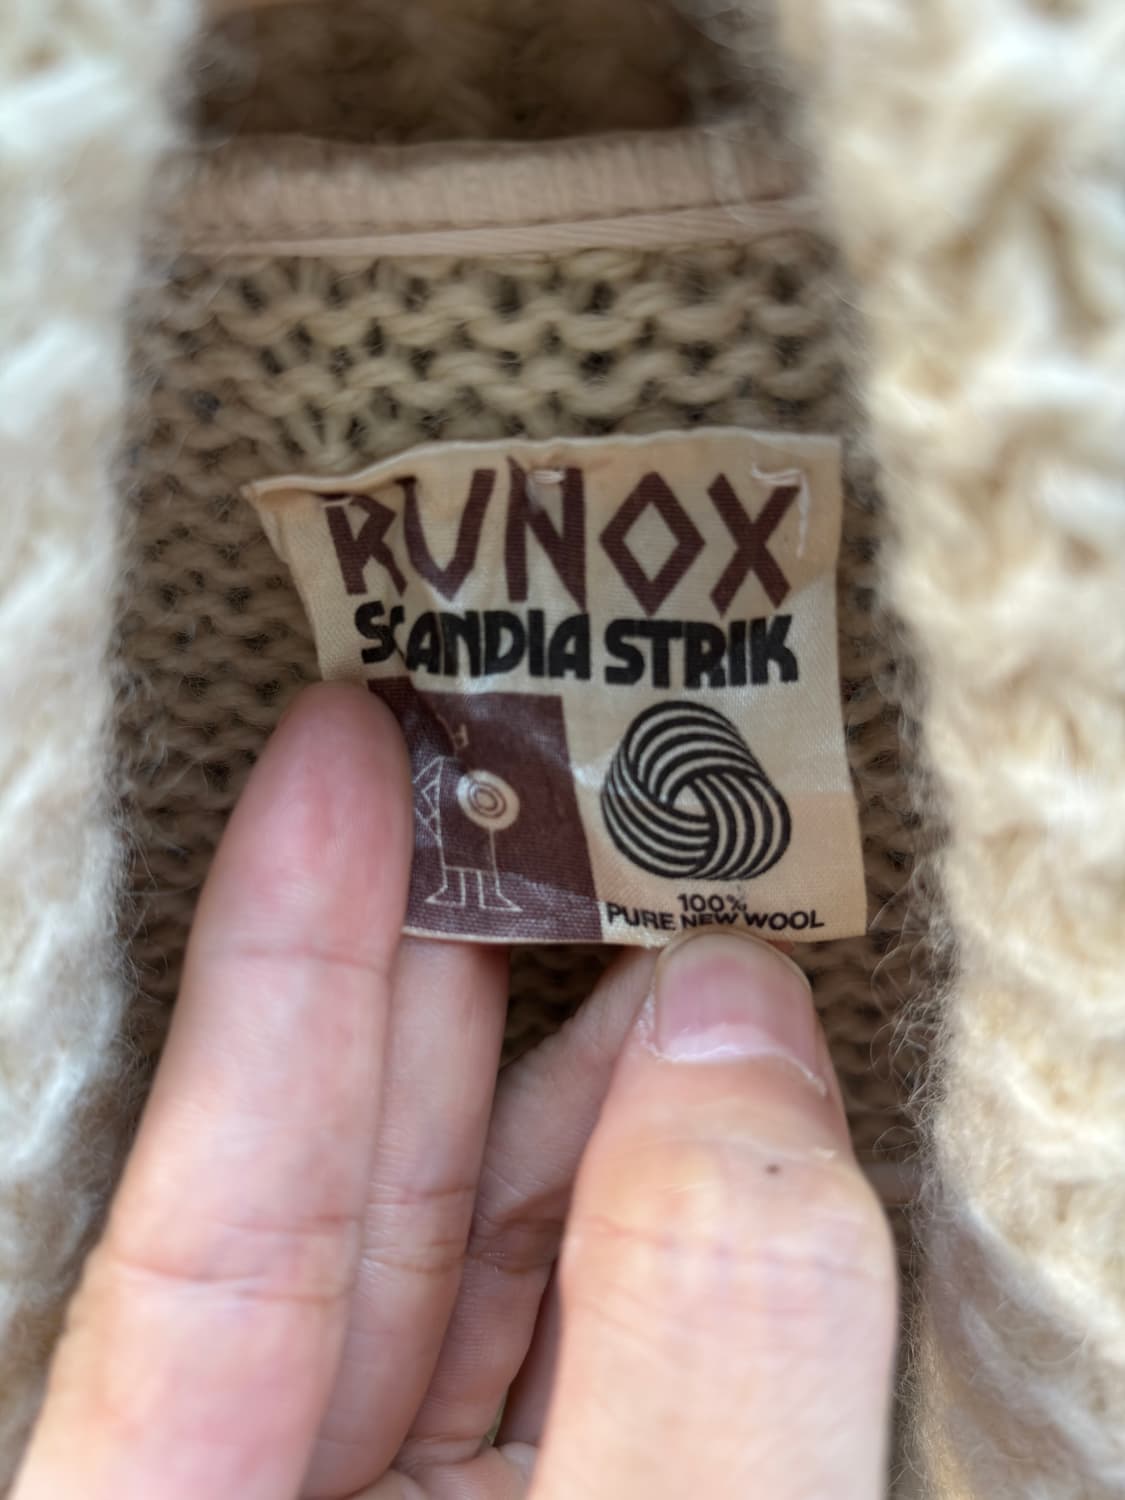 RUNOX
SCANDIA STRIK
100%
PURE NEW WOOL